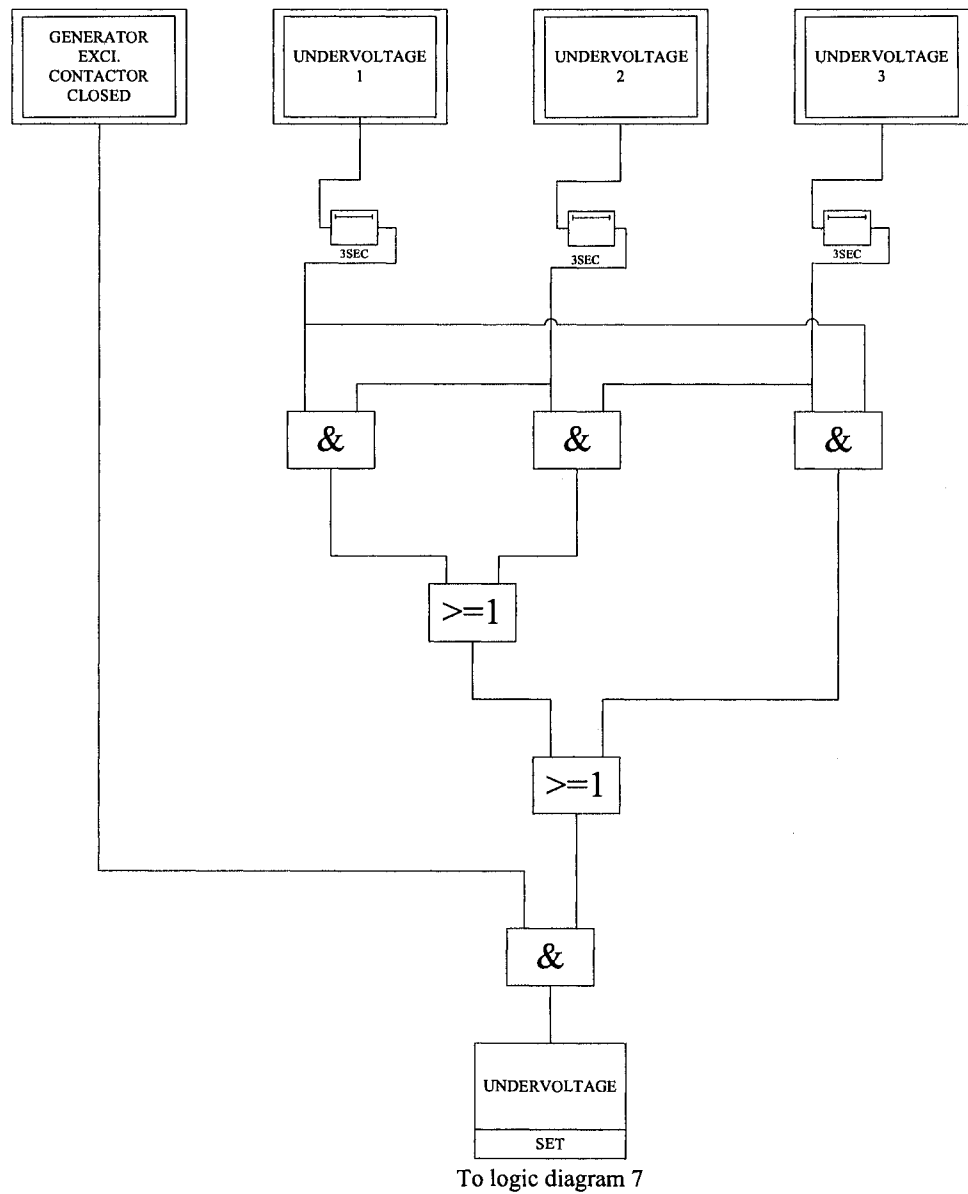 GENERATOR
EXCI.
CONTACTOR
CLOSED
UNDERVOLTAGE
1
UNDERVOLTAGE
2
UNDERVOLTAGE
3
3SEC
3SEC
3SEC
&
&
&
>=1
>=1
&
UNDERVOLTAGE
SET
To logic diagram 7